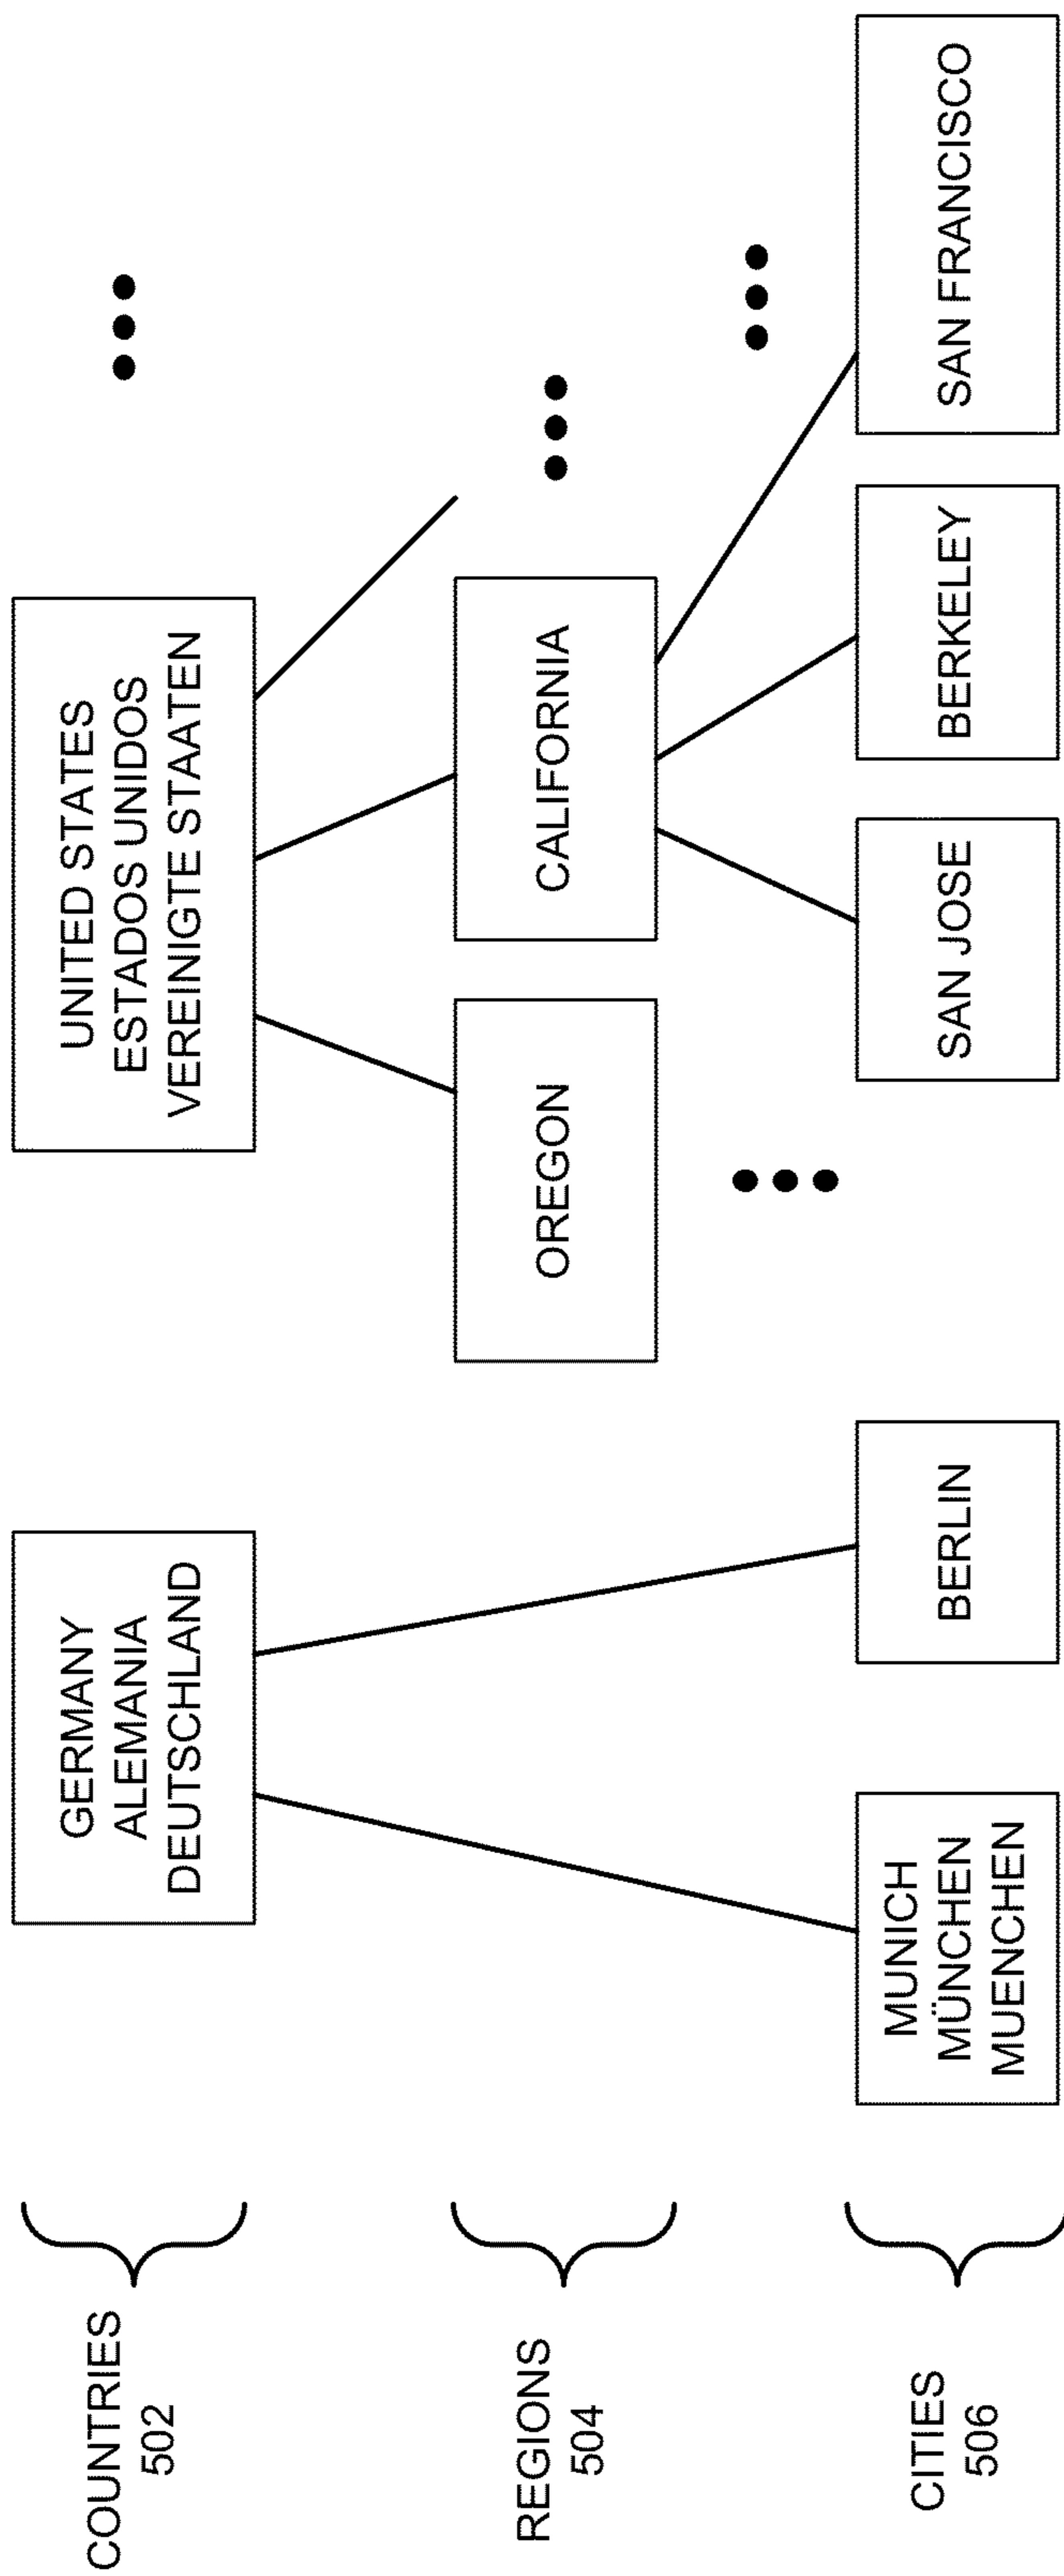 COUNTRIES
502
GERMANY
ALEMANIA
DEUTSCHLAND
UNITED STATES
ESTADOS UNIDOS
VEREINIGTE STAATEN
REGIONS
504
OREGON
CALIFORNIA
CITIES
506
MUNICH
MÜNCHEN
MUENCHEN
BERLIN
SAN JOSE
BERKELEY
SAN FRANCISCO